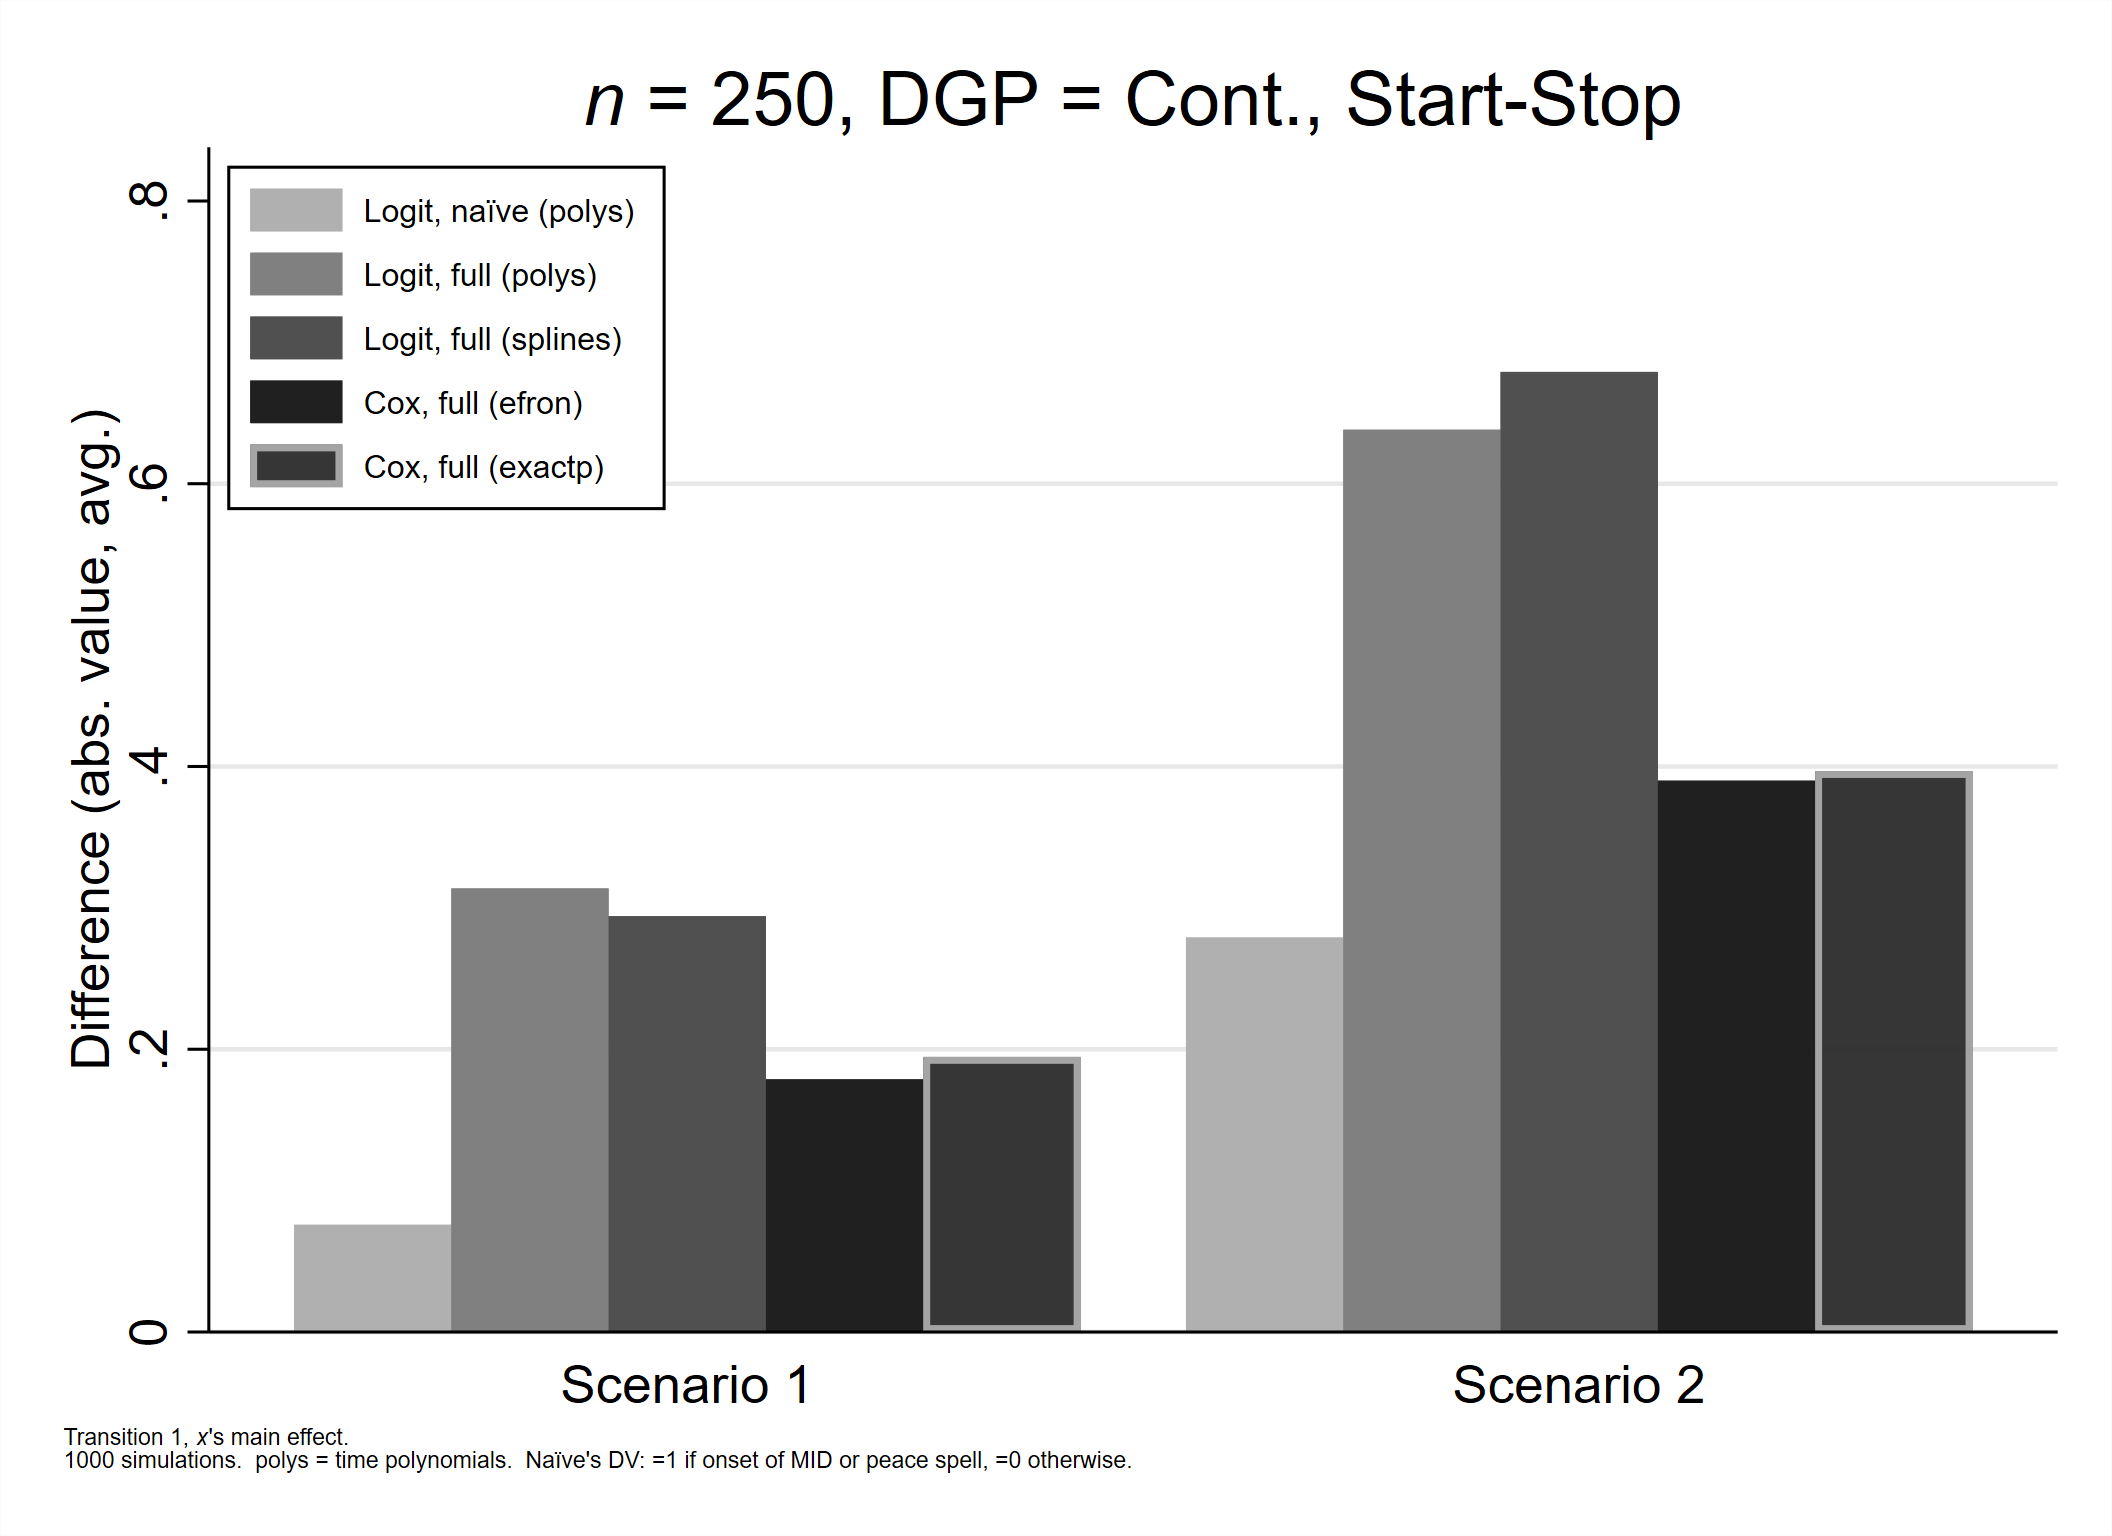 n = 250, DGP = Cont., Start-Stop
Logit, naïve (polys)
Logit, full (polys)
Logit, full (splines)
Cox, full (efron)
Cox, full (exactp)
Difference (abs. value, avg.)
.8
.6
.4
.2
0
Scenario 1
Scenario 2
Transition 1, x's main effect.
1000 simulations.  polys = time polynomials.  Naïve's DV: =1 if onset of MID or peace spell, =0 otherwise.